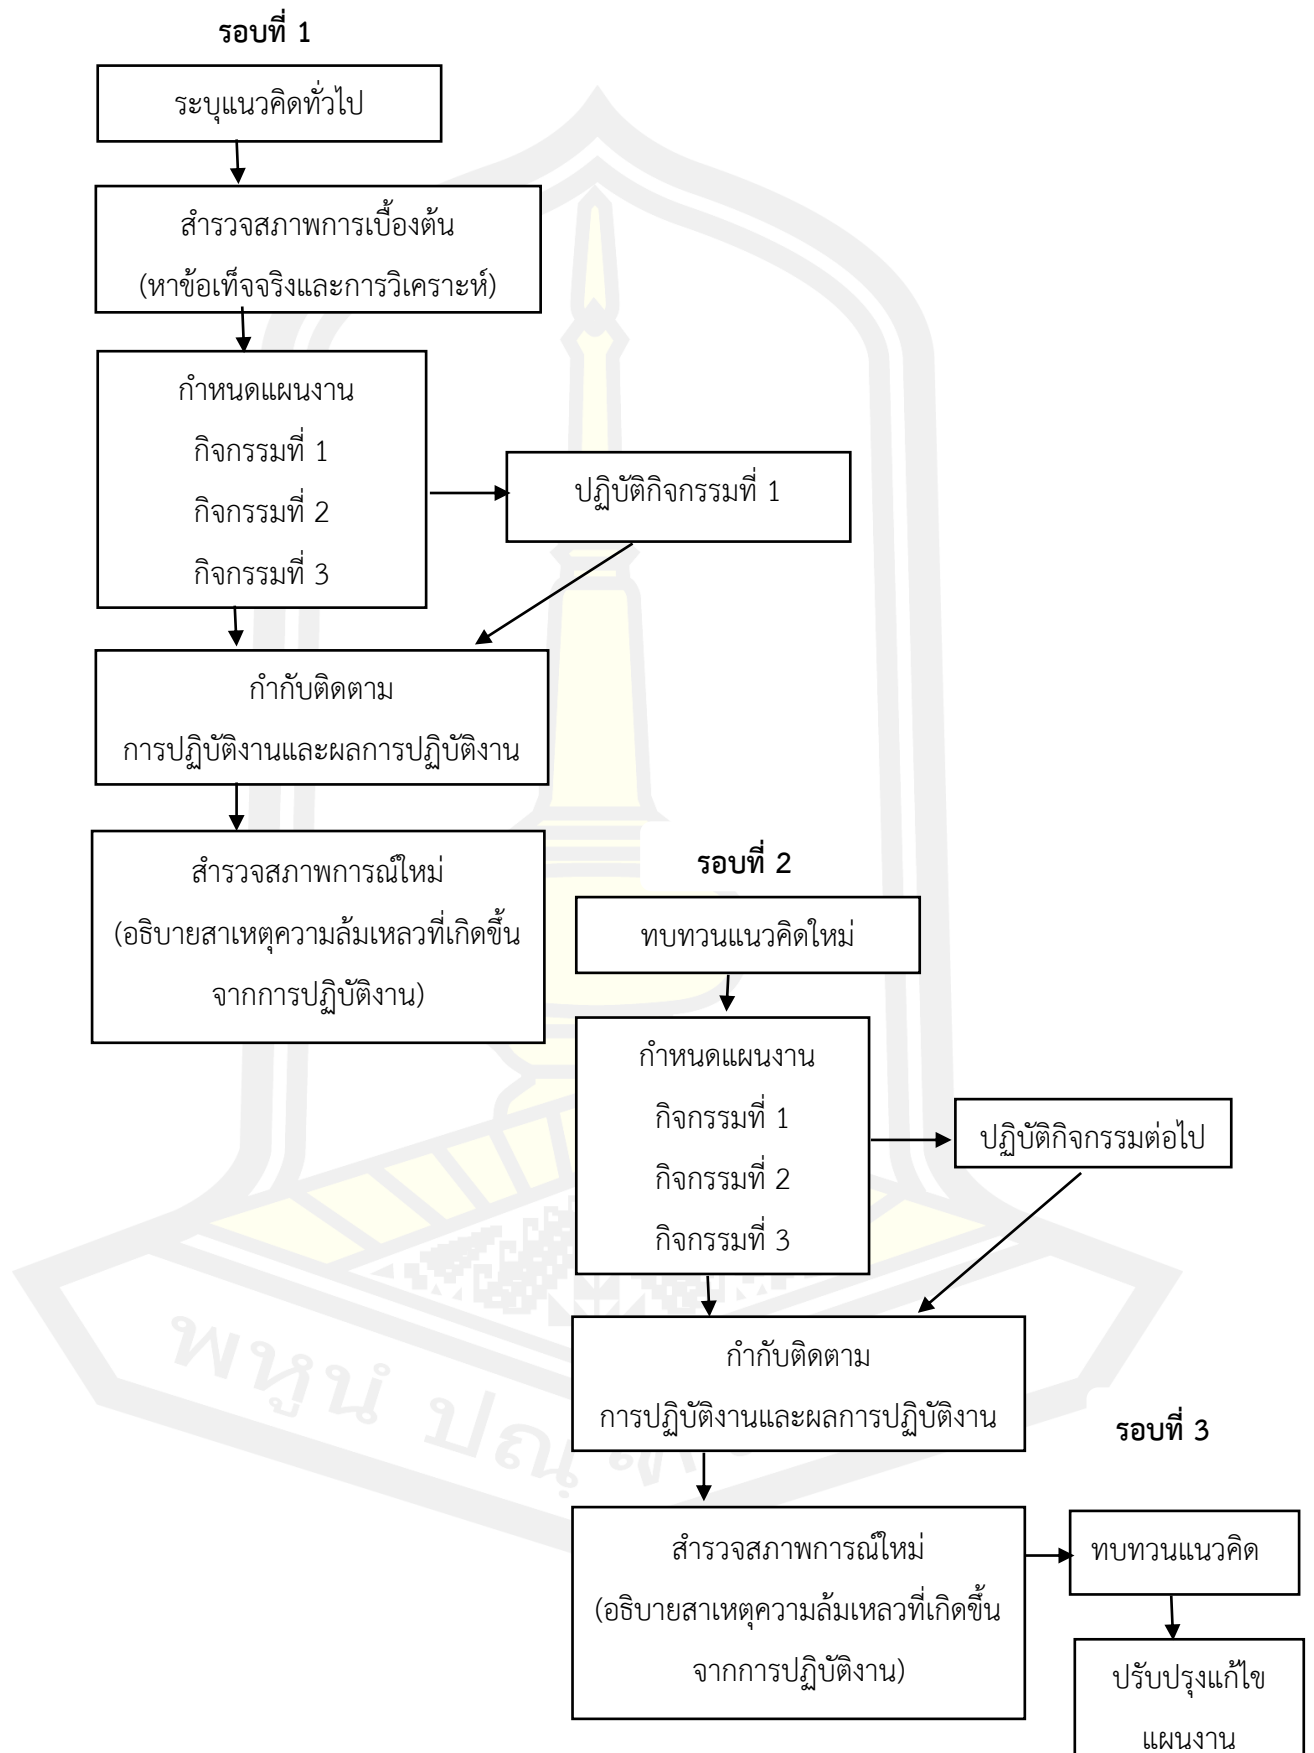 รอบที่ 1
ระบุแนวคิดทั่วไป
สำรวจสภาพการเบื้องต้น
(หาข้อเท็จจริงและการวิเคราะห์)
กำหนดแผนงาน
กิจกรรมที่ 1
กิจกรรมที่ 2
กิจกรรมที่ 3
ปฏิบัติกิจกรรมที่ 1
กำกับติดตาม
การปฏิบัติงานและผลการปฏิบัติงาน
สำรวจสภาพการณ์ใหม่
(อธิบายสาเหตุความล้มเหลวที่เกิดขึ้น
จากการปฏิบัติงาน)
รอบที่ 2
ทบทวนแนวคิดใหม่
กำหนดแผนงาน
กิจกรรมที่ 1
กิจกรรมที่ 2
กิจกรรมที่ 3
ปฏิบัติกิจกรรมต่อไป
กำกับติดตาม
การปฏิบัติงานและผลการปฏิบัติงาน
สำรวจสภาพการณ์ใหม่
(อธิบายสาเหตุความล้มเหลวที่เกิดขึ้น
จากการปฏิบัติงาน)
รอบที่ 3
ทบทวนแนวคิด
ปรับปรุงแก้ไข
แผนงาน
พหูนํ ปณฺ